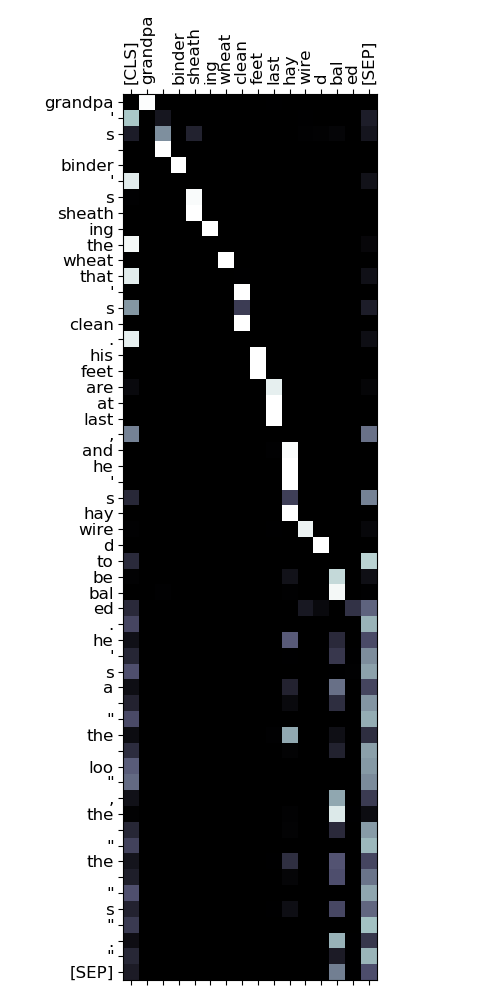 [CLS]
grandpa
binder
sheath
ing
wheat
clean
feet
last
hay
wire
d
bal
ed
[SEP]
grandpa
'
s
binder
'
s
sheath
ing
the
wheat
that
'
s
clean
.
his
feet
are
at
last
,
and
he
'
s
hay
wire
d
to
be
bal
ed
.
he
'
s
a
"
the
loo
"
,
the
"
the
"
s
"
.
"
[SEP]